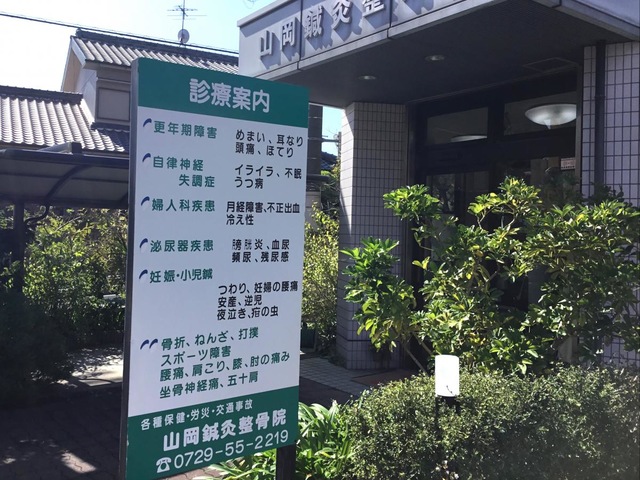 山岡鍼灸整
診療案内
更年期障害
めまい、耳なり
頭痛、ほてり
自律神経
失調症
イライラ、不眠
うつ病
婦人科疾患
月経障害、不正出血
冷え性
泌尿器疾患
膀胱炎、血尿
頻尿、残尿感
妊娠・小児鍼
つわり、妊婦の腰痛
安産、逆児
夜泣き、疳の虫
骨折、ねんざ、打撲
スポーツ障害
腰痛、肩こり、膝、肘の痛み
坐骨神経痛、五十肩
各種保健・労災・交通事故
山岡鍼灸整骨院
☎0729-55-2219